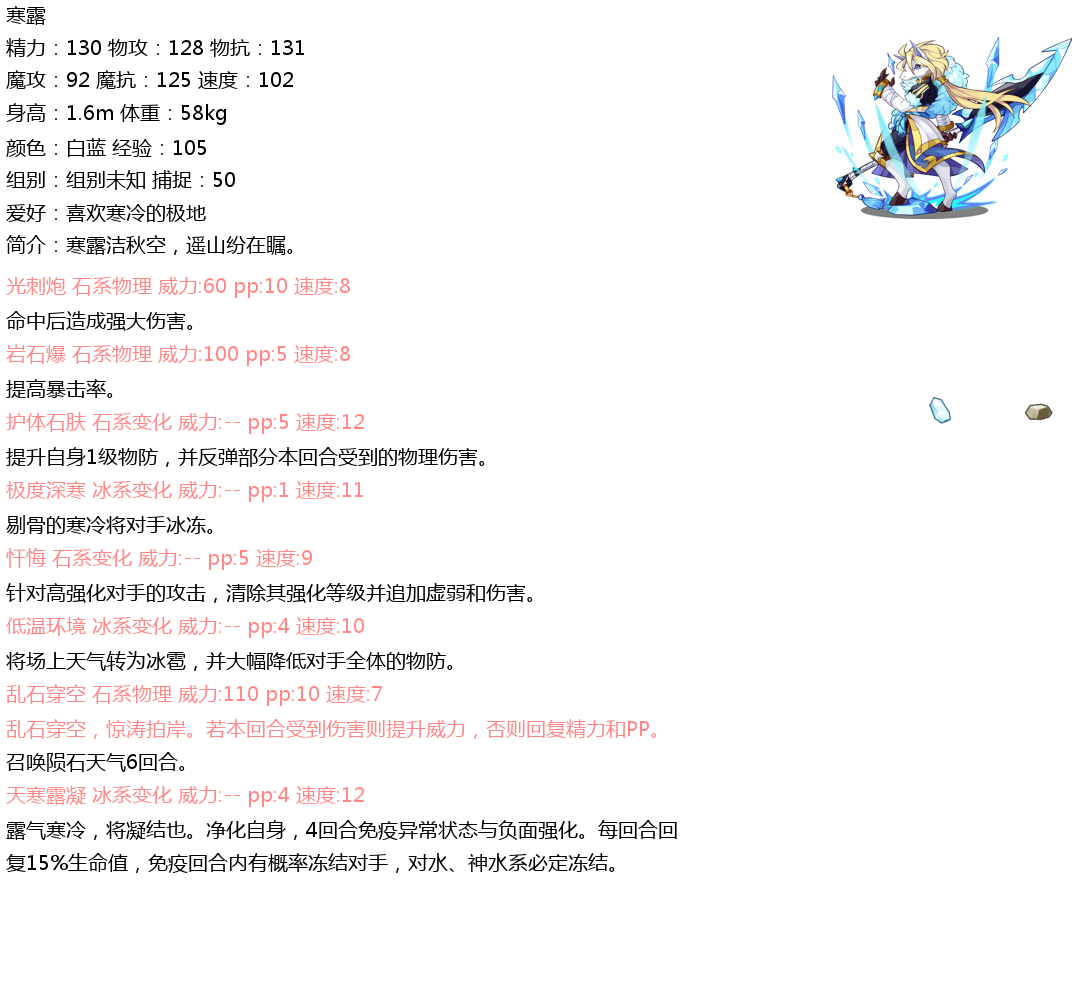 寒露
精力：130 物攻：128 物抗：131
魔攻：92 魔抗：125 速度：102
身高：1.6m 体重：58kg
颜色：白蓝 经验：105
组别：组别未知 捕捉：50
爱好：喜欢寒冷的极地
简介：寒露洁秋空，遥山纷在瞩。
光刺炮 石系物理 威力:60 pp:10 速度:8
命中后造成强大伤害。
岩石爆 石系物理 威力:100 pp:5 速度:8
提高暴击率。
护体石肤 石系变化 威力:-- pp:5 速度:12
提升自身1级物防，并反弹部分本回合受到的物理伤害。
极度深寒 冰系变化 威力:-- pp:1 速度:11
剔骨的寒冷将对手冰冻。
忏悔 石系变化 威力:-- pp:5 速度:9
针对高强化对手的攻击，清除其强化等级并追加虚弱和伤害。
低温环境 冰系变化 威力:-- pp:4 速度:10
将场上天气转为冰雹，并大幅降低对手全体的物防。
乱石穿空 石系物理 威力:110 pp:10 速度:7
乱石穿空，惊涛拍岸。若本回合受到伤害则提升威力，否则回复精力和PP。
召唤陨石天气6回合。
天寒露凝 冰系变化 威力:-- pp:4 速度:12
露气寒冷，将凝结也。净化自身，4回合免疫异常状态与负面强化。每回合回
复15%生命值，免疫回合内有概率冻结对手，对水、神水系必定冻结。